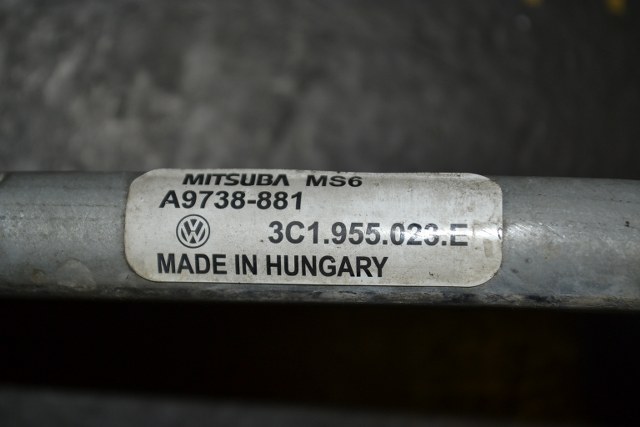 MITSUBA MS6
A9738-881
3C1.955.023.E
MADE IN HUNGARY